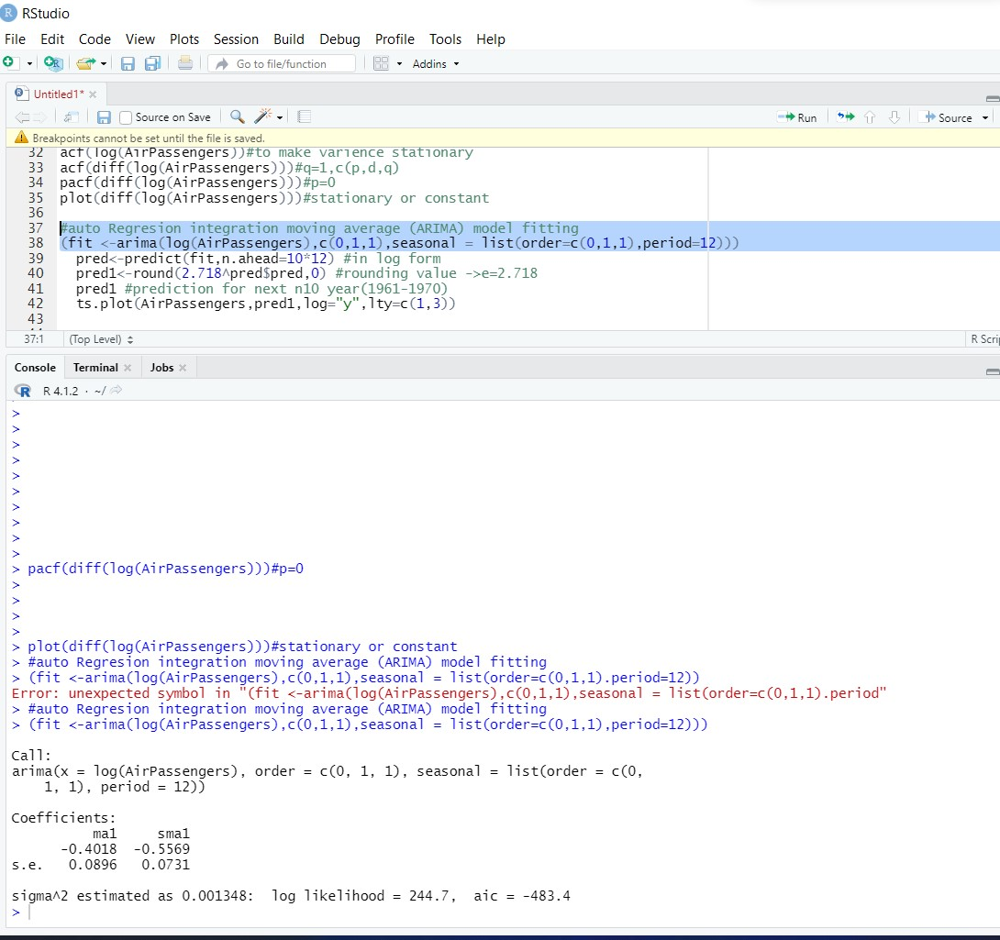 RStudio
File Edit Code View Plots Session Build Debug Profile Tools Help
Go to file/function Addins
Untitled1*
Source on Save Run Source
Breakpoints cannot be set until the file is saved.
32 acf(log(AirPassengers))#to make varience stationary
33 acf(diff(log(AirPassengers)))#q=1,c(p,d,q)
34 pacf(diff(log(AirPassengers)))#p=0
35 plot(diff(log(AirPassengers)))#stationary or constant
36
37 #auto Regresion integration moving average (ARIMA) model fitting
38 (fit <-arima(log(AirPassengers),c(0,1,1),seasonal = list(order=c(0,1,1),period=12)))
39 pred<-predict(fit,n.ahead=10*12) #in log form
40 pred1<-round(2.718^pred$pred,0) #rounding value ->e=2.718
41 pred1 #prediction for next n10 year(1961-1970)
42 ts.plot(AirPassengers,pred1,log="y",lty=c(1,3))
43
37:1 (Top Level) R Scri
Console Terminal Jobs
R 4.1.2 · ~/
>
>
>
>
>
>
>
>
>
>
> pacf(diff(log(AirPassengers)))#p=0
>
>
>
>
> plot(diff(log(AirPassengers)))#stationary or constant
> #auto Regresion integration moving average (ARIMA) model fitting
> (fit <-arima(log(AirPassengers),c(0,1,1),seasonal = list(order=c(0,1,1).period=12))
Error: unexpected symbol in "(fit <-arima(log(AirPassengers),c(0,1,1),seasonal = list(order=c(0,1,1).period"
> #auto Regresion integration moving average (ARIMA) model fitting
> (fit <-arima(log(AirPassengers),c(0,1,1),seasonal = list(order=c(0,1,1),period=12)))
Call:
arima(x = log(AirPassengers), order = c(0, 1, 1), seasonal = list(order = c(0,
1, 1), period = 12))
Coefficients:
ma1 sma1
-0.4018 -0.5569
s.e. 0.0896 0.0731
sigma^2 estimated as 0.001348: log likelihood = 244.7, aic = -483.4
>